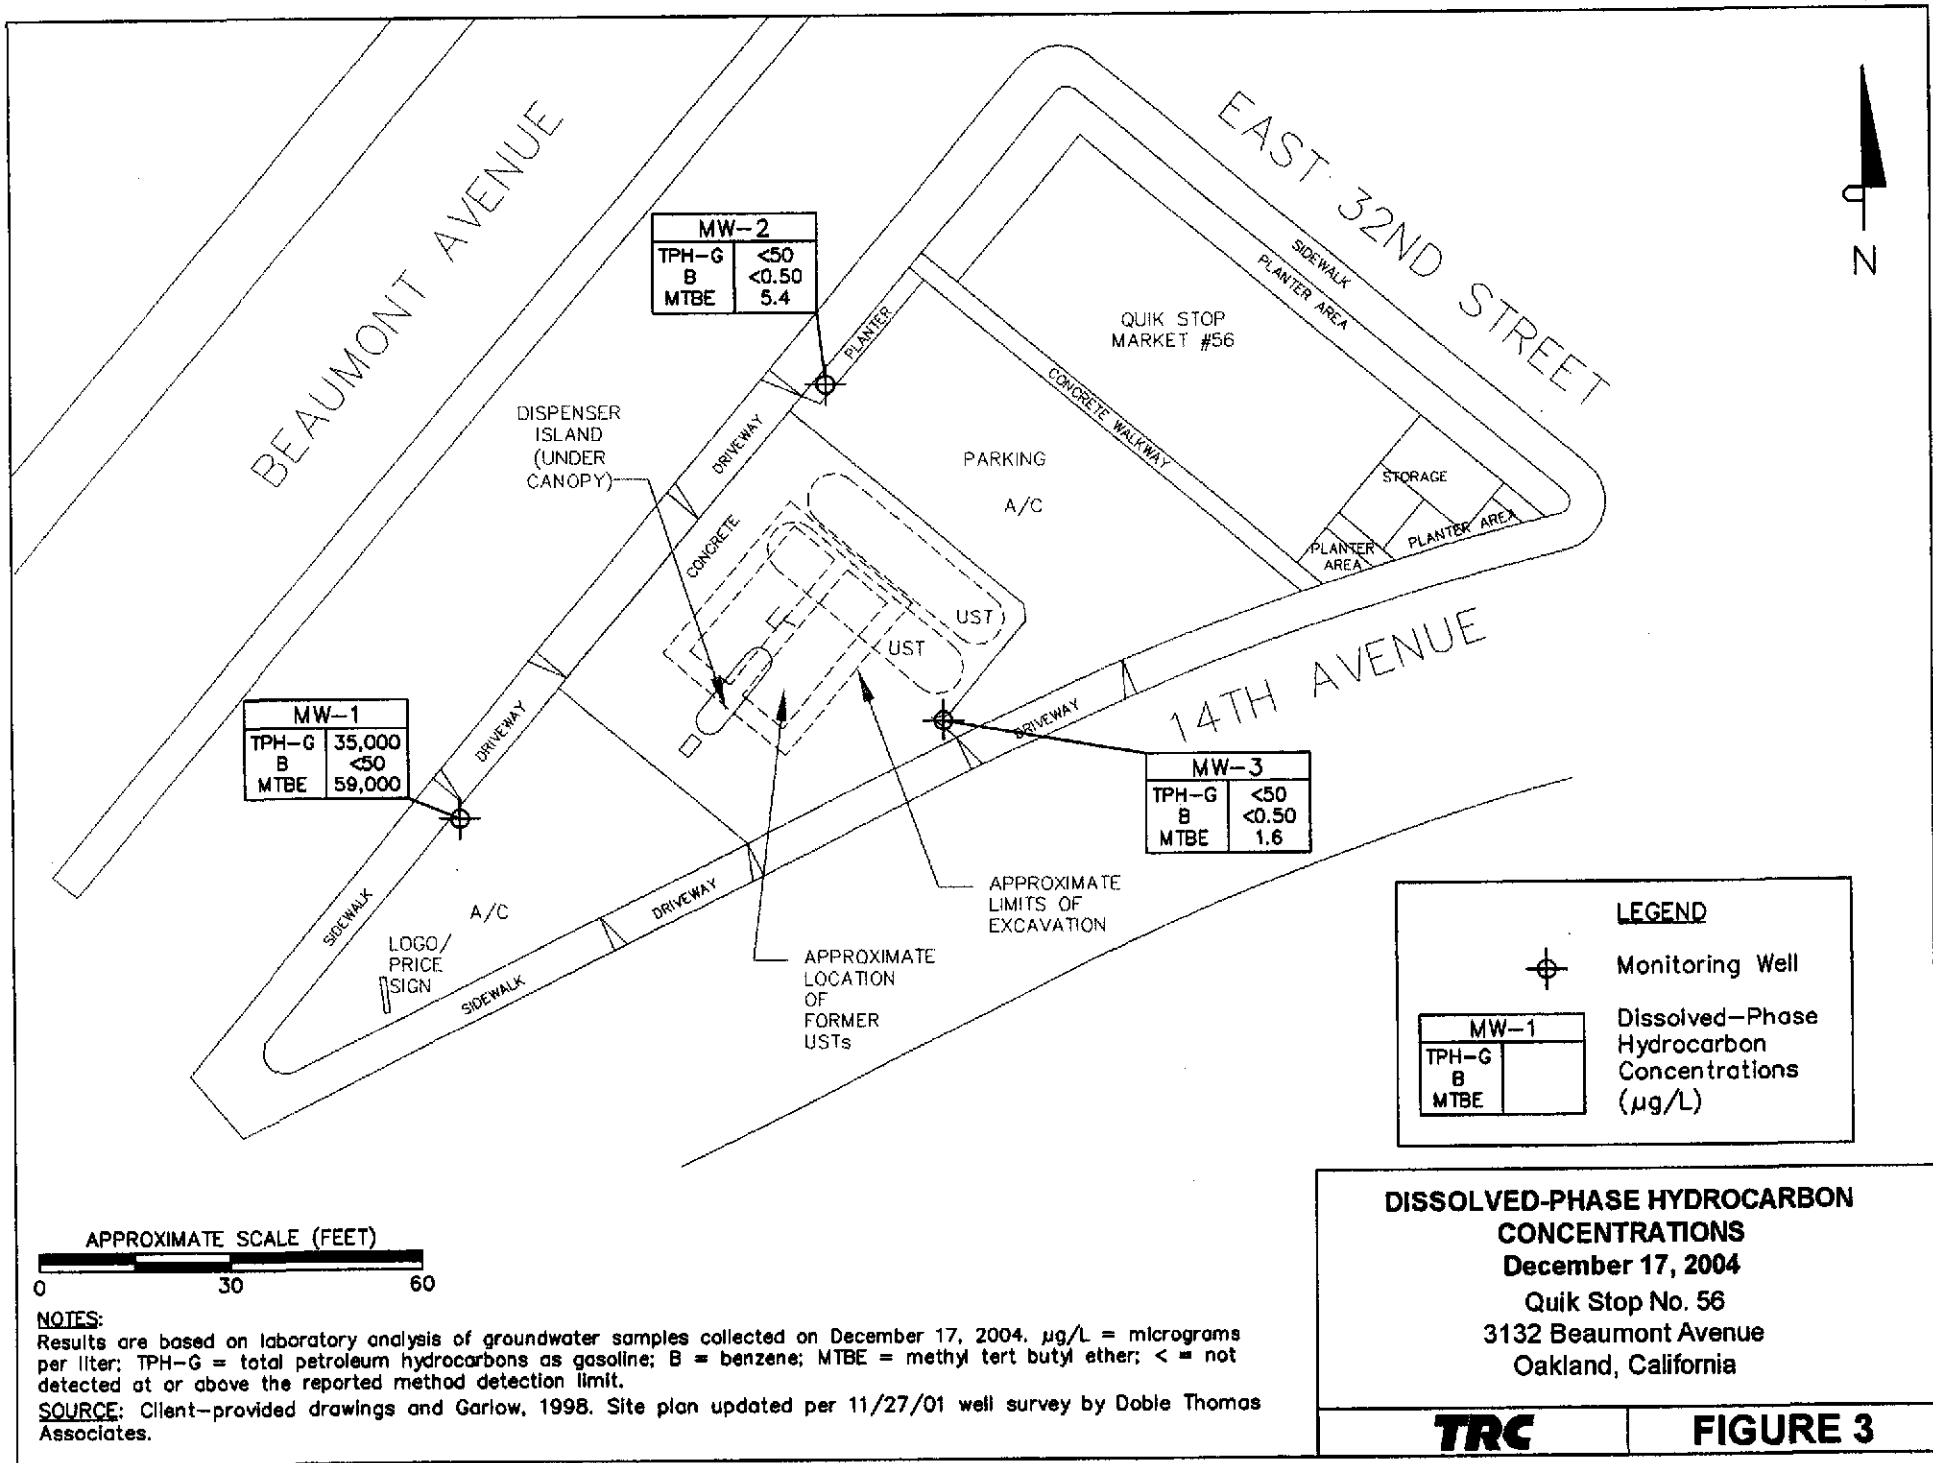 BEAUMONT AVENUE
EAST 32ND STREET
14TH AVENUE
N
MW-2
TPH-G <50
B <0.50
MTBE 5.4
PLANTER
SIDEWALK
PLANTER AREA
QUIK STOP
MARKET #56
CONCRETE WALKWAY
DISPENSER
ISLAND
(UNDER
CANOPY)
DRIVEWAY
PARKING
A/C
STORAGE
PLANTER AREA
PLANTER
AREA
CONCRETE
UST
UST
MW-1
TPH-G 35,000
B <50
MTBE 59,000
DRIVEWAY
DRIVEWAY
MW-3
TPH-G <50
B <0.50
MTBE 1.6
SIDEWALK
A/C
DRIVEWAY
LOGO/
PRICE
SIGN
SIDEWALK
APPROXIMATE
LIMITS OF
EXCAVATION
APPROXIMATE
LOCATION
OF
FORMER
USTs
LEGEND
Monitoring Well
MW-1
TPH-G
B
MTBE
Dissolved-Phase
Hydrocarbon
Concentrations
(µg/L)
APPROXIMATE SCALE (FEET)
0 30 60
NOTES:
Results are based on laboratory analysis of groundwater samples collected on December 17, 2004. µg/L = micrograms
per liter; TPH-G = total petroleum hydrocarbons as gasoline; B = benzene; MTBE = methyl tert butyl ether; < = not
detected at or above the reported method detection limit.
SOURCE: Client-provided drawings and Garlow, 1998. Site plan updated per 11/27/01 well survey by Doble Thomas
Associates.
DISSOLVED-PHASE HYDROCARBON
CONCENTRATIONS
December 17, 2004
Quik Stop No. 56
3132 Beaumont Avenue
Oakland, California
TRC
FIGURE 3